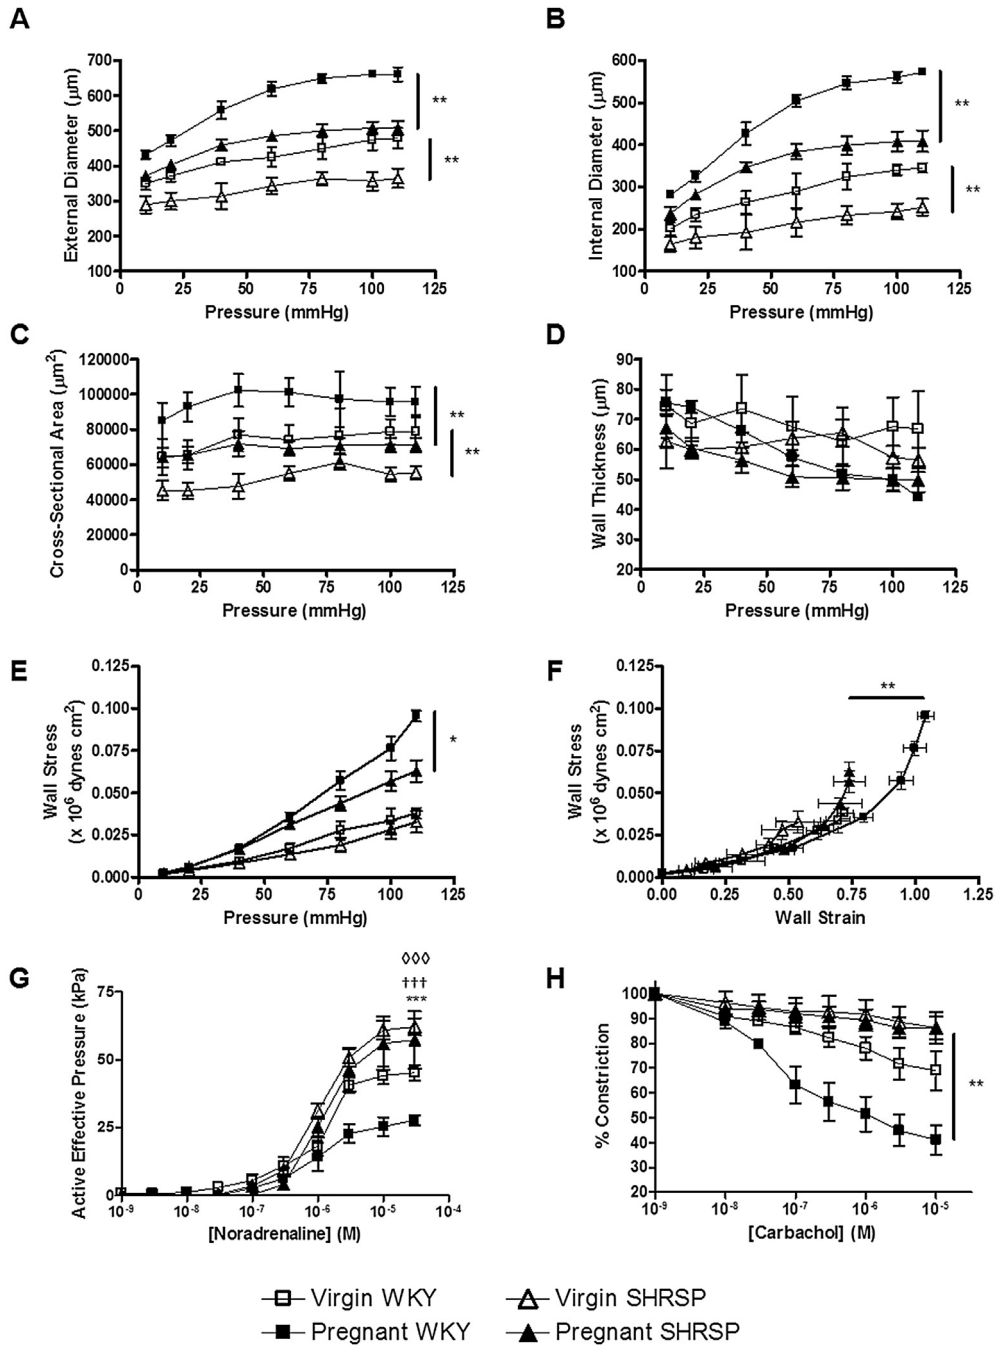 A
External Diameter (μm)
700
600
500
400
300
200
100
0 25 50 75 100 125
Pressure (mmHg)
**
**
B
Internal Diameter (μm)
600
500
400
300
200
100
0 25 50 75 100 125
Pressure (mmHg)
**
**
C
Cross-Sectional Area (μm²)
120000
100000
80000
60000
40000
20000
0
0 25 50 75 100 125
Pressure (mmHg)
**
**
D
Wall Thickness (μm)
90
80
70
60
50
40
30
20
0 25 50 75 100 125
Pressure (mmHg)
E
Wall Stress
(x 10⁶ dynes cm²)
0.125
0.100
0.075
0.050
0.025
0.000
0 25 50 75 100 125
Pressure (mmHg)
*
F
Wall Stress
(x 10⁶ dynes cm²)
0.125
0.100
0.075
0.050
0.025
0.000
0.00 0.25 0.50 0.75 1.00 1.25
Wall Strain
**
G
Active Effective Pressure (kPa)
75
50
25
0
10⁻⁹ 10⁻⁸ 10⁻⁷ 10⁻⁶ 10⁻⁵ 10⁻⁴
[Noradrenaline] (M)
◊◊◊
†††
***
H
% Constriction
100
90
80
70
60
50
40
30
20
10⁻⁹ 10⁻⁸ 10⁻⁷ 10⁻⁶ 10⁻⁵
[Carbachol] (M)
**
Virgin WKY
Virgin SHRSP
Pregnant WKY
Pregnant SHRSP